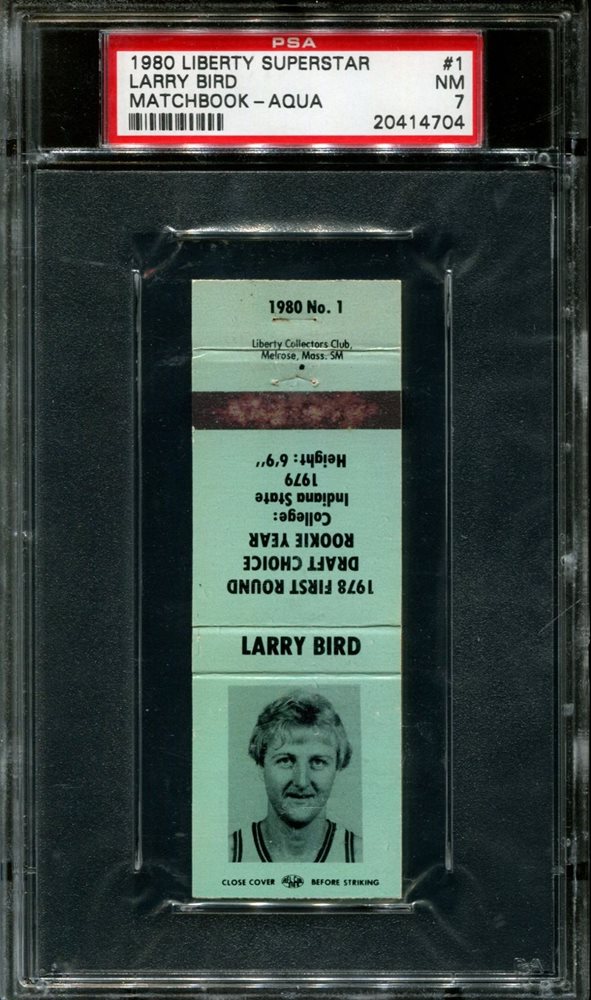 PSA
1980 LIBERTY SUPERSTAR #1
LARRY BIRD NM
MATCHBOOK - AQUA 7
20414704
1980 No. 1
Liberty Collectors Club,
Melrose, Mass. SM
1978 FIRST ROUND
DRAFT CHOICE
ROOKIE YEAR
College:
Indiana State
1979
Height: 6'9"
LARRY BIRD
CLOSE COVER BEFORE STRIKING